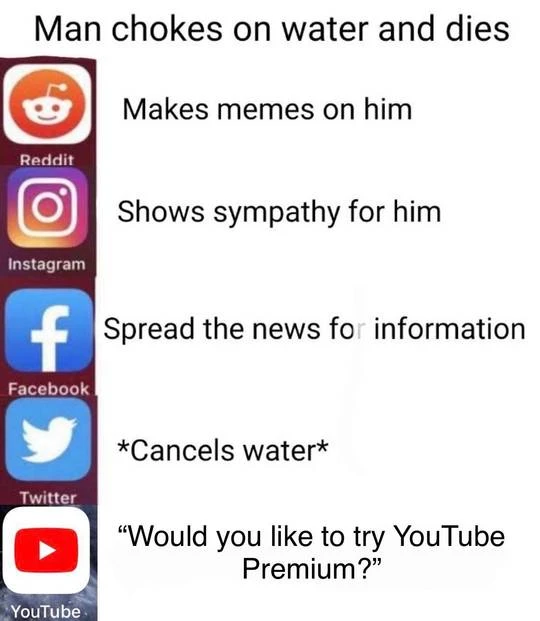 Man chokes on water and dies
Makes memes on him
Reddit
Shows sympathy for him
Instagram
Spread the news for information
Facebook
*Cancels water*
Twitter
“Would you like to try YouTube
Premium?”
YouTube